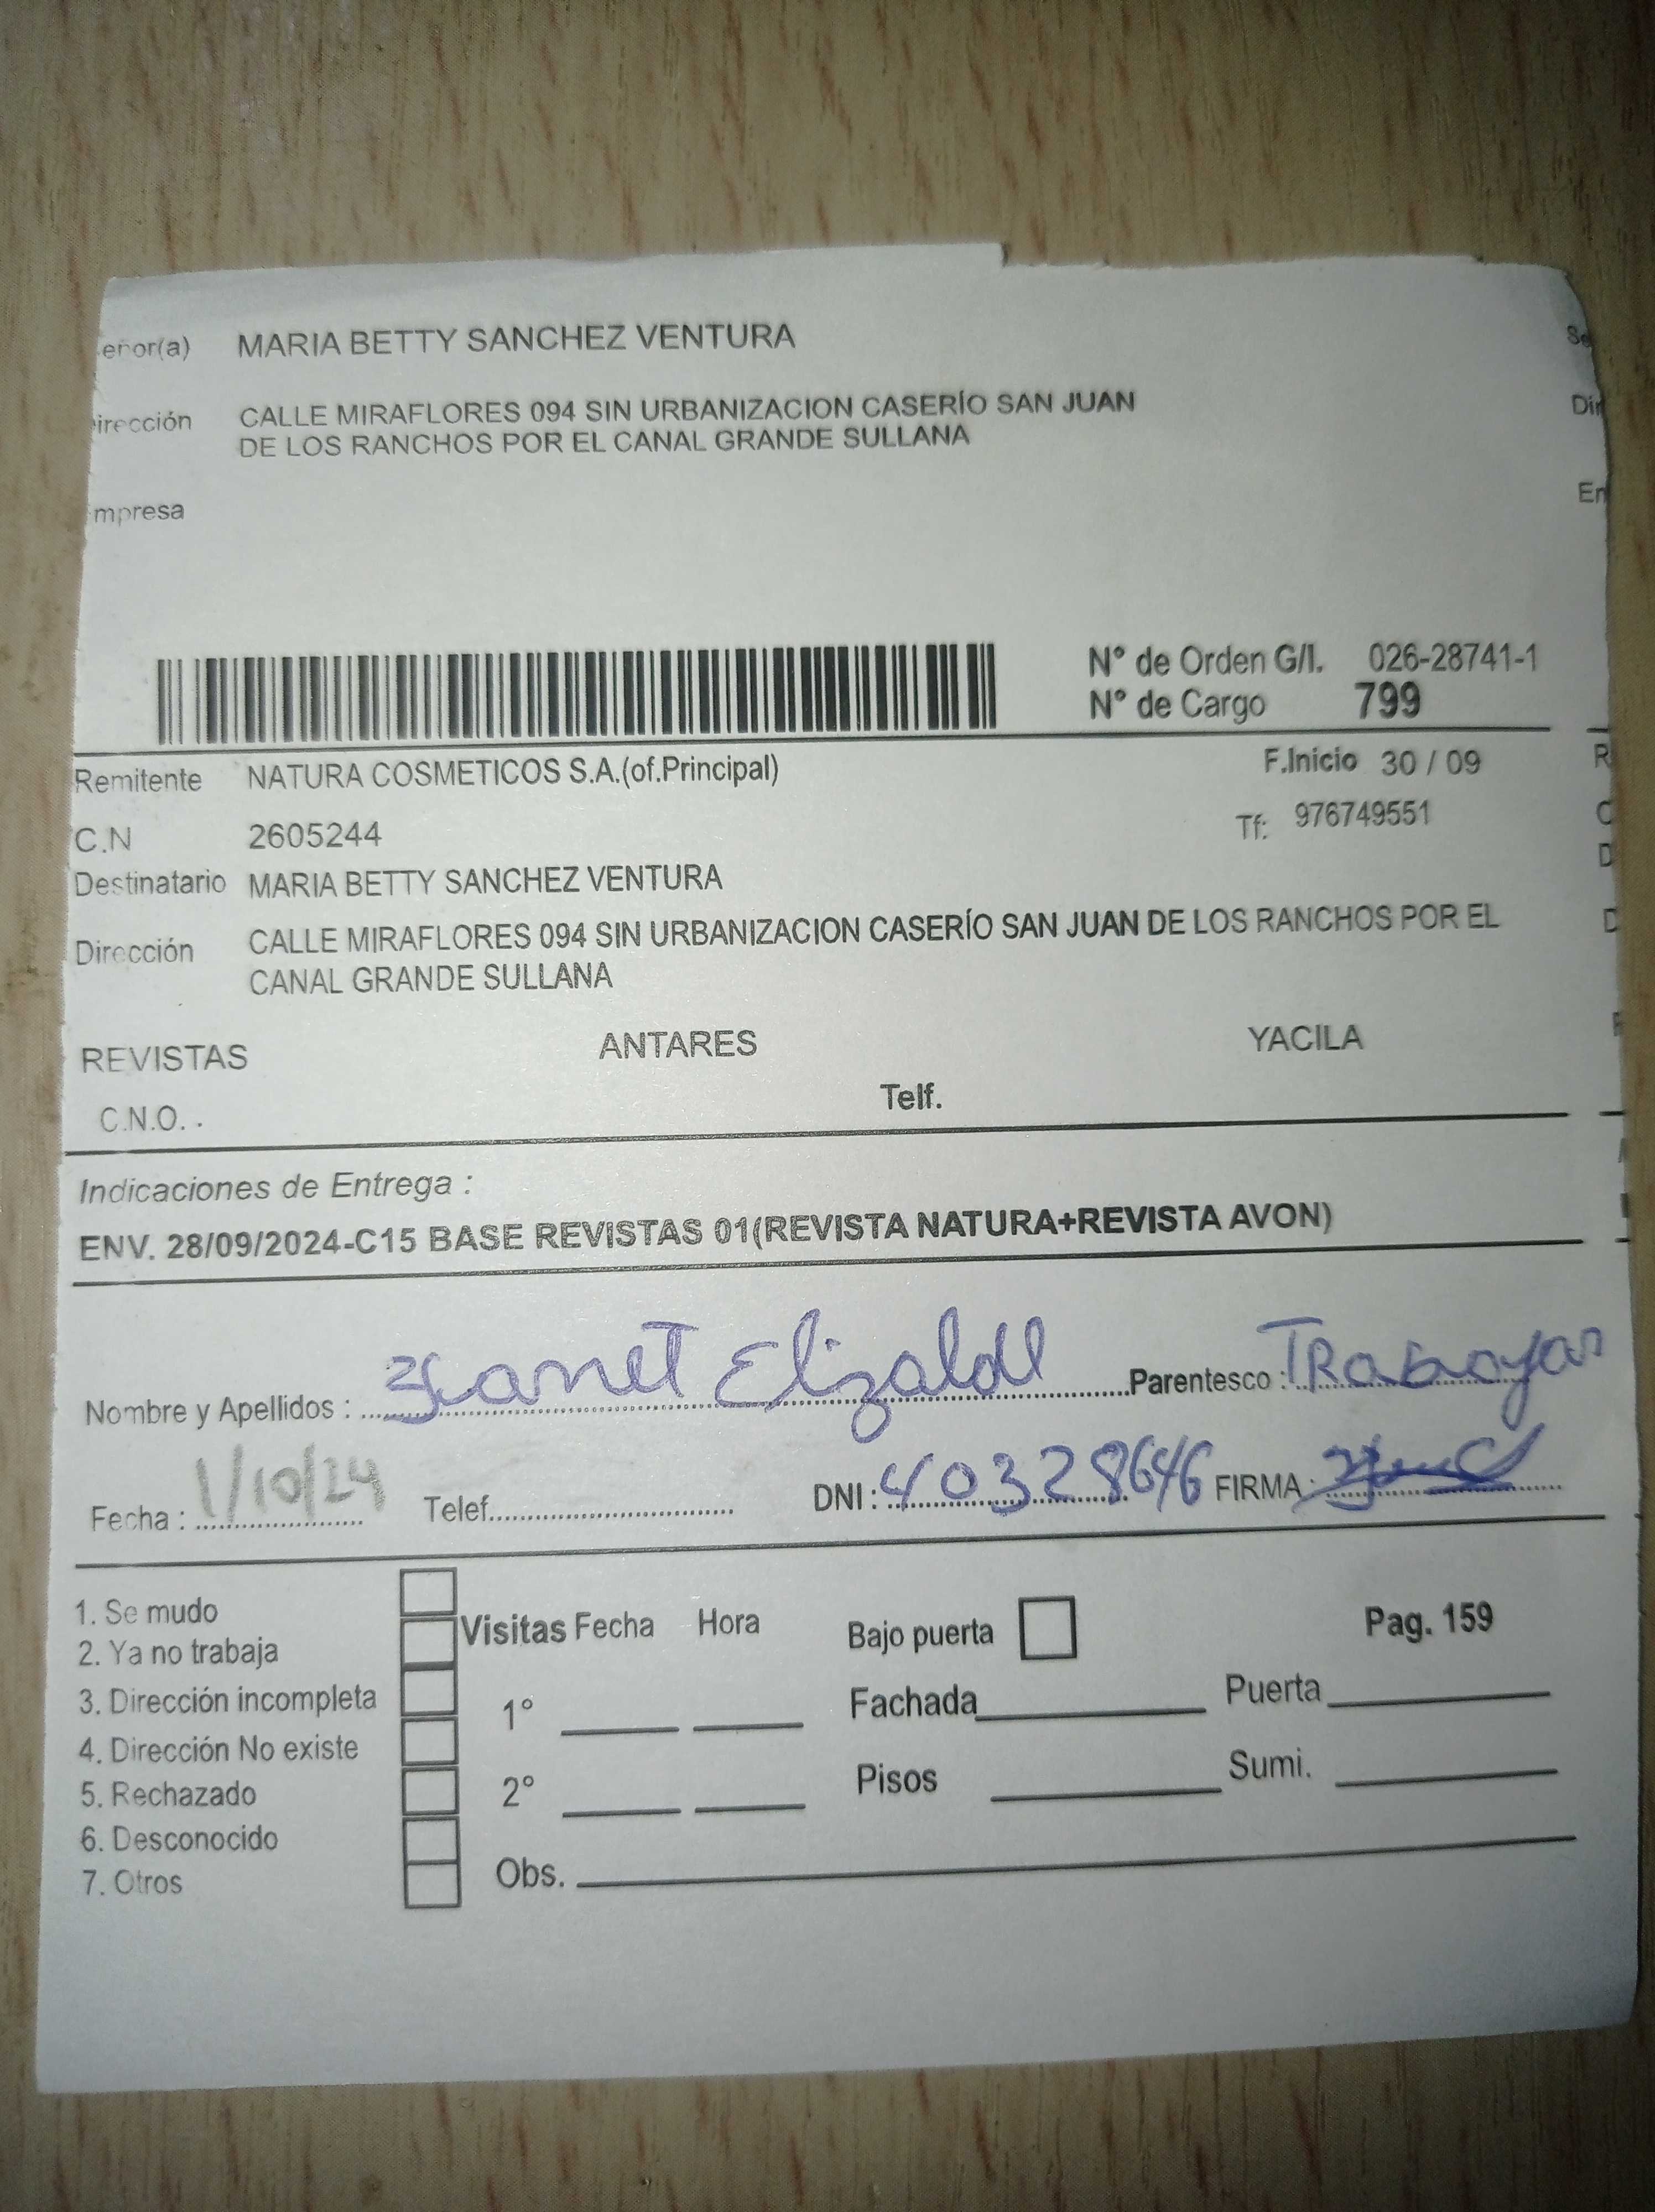 eñor(a) MARIA BETTY SANCHEZ VENTURA Se
irección CALLE MIRAFLORES 094 SIN URBANIZACION CASERÍO SAN JUAN Dir
DE LOS RANCHOS POR EL CANAL GRANDE SULLANA
mpresa En
N° de Orden G/I. 026-28741-1
N° de Cargo 799
Remitente NATURA COSMETICOS S.A.(of.Principal) F.Inicio 30 / 09 R
C.N 2605244 Tf: 976749551 C
Destinatario MARIA BETTY SANCHEZ VENTURA D
Dirección CALLE MIRAFLORES 094 SIN URBANIZACION CASERÍO SAN JUAN DE LOS RANCHOS POR EL D
CANAL GRANDE SULLANA
REVISTAS ANTARES YACILA
C.N.O. . Telf.
Indicaciones de Entrega :
ENV. 28/09/2024-C15 BASE REVISTAS 01(REVISTA NATURA+REVISTA AVON)
Nombre y Apellidos : Elizalde Parentesco :
Fecha : 1/10/24 Telef. DNI : 40328646 FIRMA :
1. Se mudo
2. Ya no trabaja
3. Dirección incompleta
4. Dirección No existe
5. Rechazado
6. Desconocido
7. Otros
Visitas Fecha Hora Bajo puerta Pag. 159
1° Fachada Puerta
2° Pisos Sumi.
Obs.